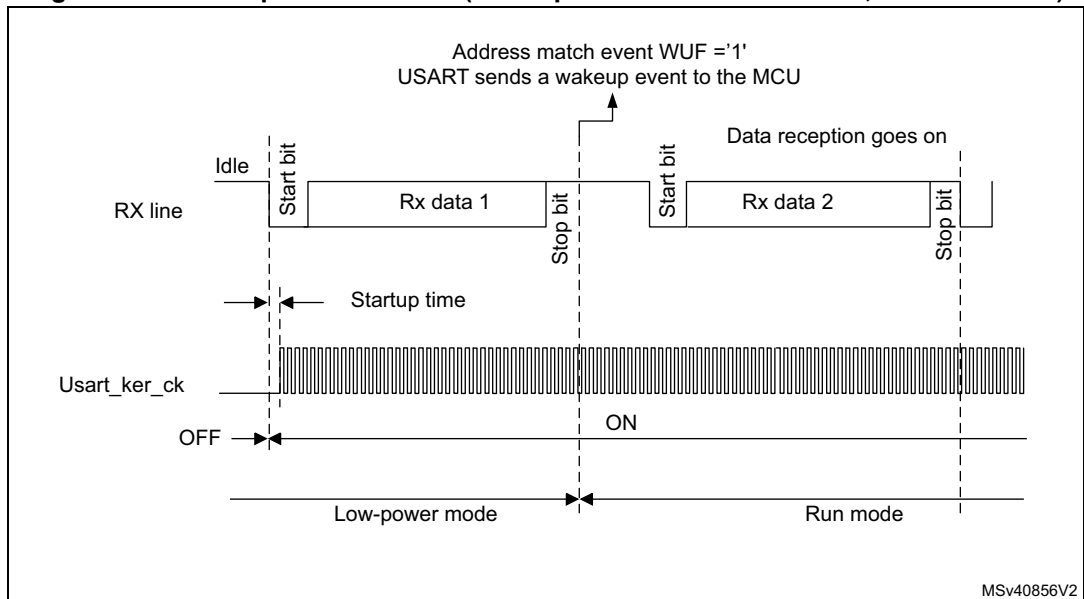 Address match event WUF ='1'
USART sends a wakeup event to the MCU
Data reception goes on
Idle
Start bit
Start bit
RX line
Rx data 1
Rx data 2
Stop bit
Stop bit
Startup time
Usart_ker_ck
OFF
ON
Low-power mode
Run mode
MSv40856V2